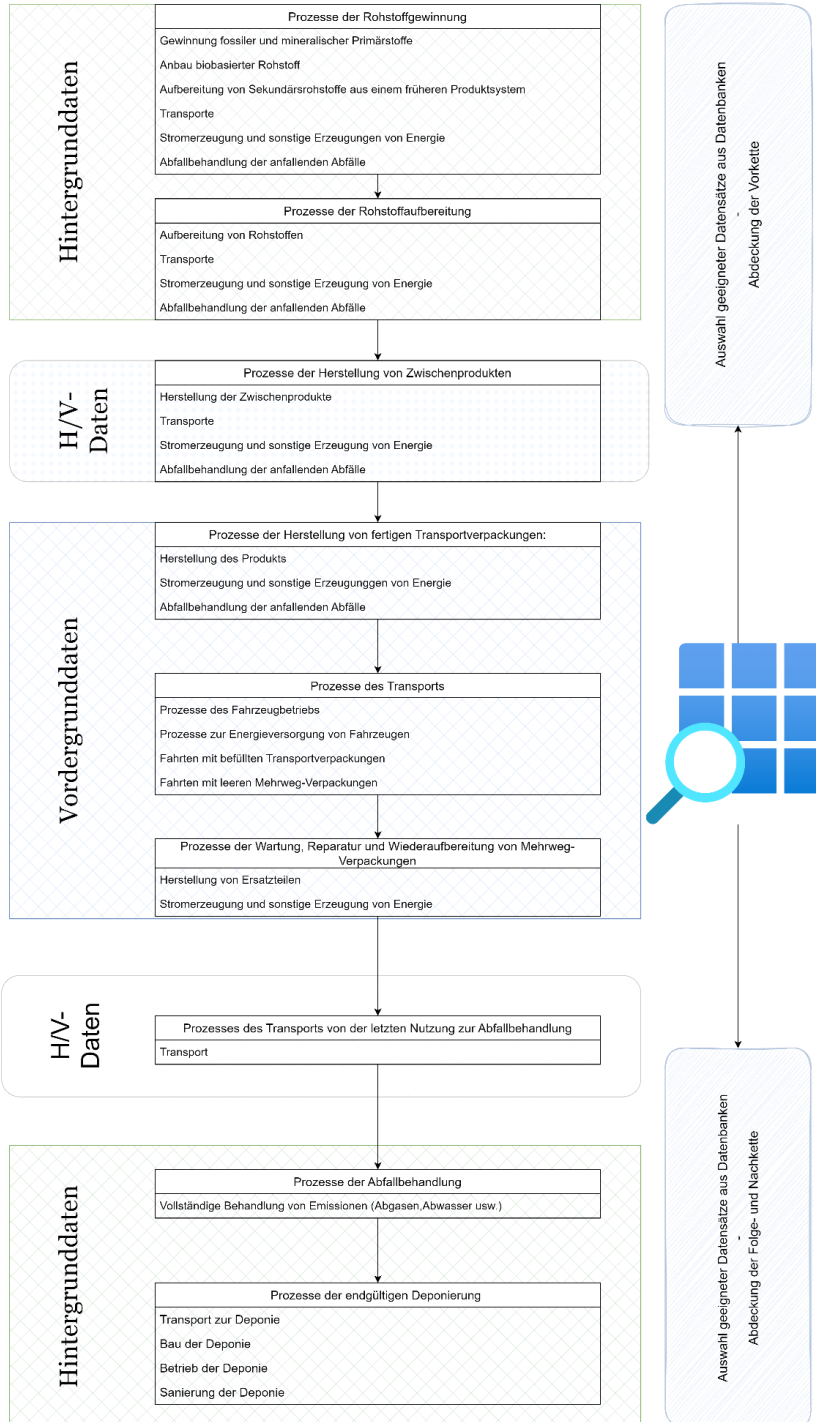 Hintergrunddaten
Prozesse der Rohstoffgewinnung
Gewinnung fossiler und mineralischer Primärstoffe
Anbau biobasierter Rohstoff
Aufbereitung von Sekundärsrohstoffe aus einem früheren Produktsystem
Transporte
Stromerzeugung und sonstige Erzeugungen von Energie
Abfallbehandlung der anfallenden Abfälle
Prozesse der Rohstoffaufbereitung
Aufbereitung von Rohstoffen
Transporte
Stromerzeugung und sonstige Erzeugung von Energie
Abfallbehandlung der anfallenden Abfälle
Auswahl geeigneter Datensätze aus Datenbanken
-
Abdeckung der Vorkette
H/V-
Daten
Prozesse der Herstellung von Zwischenprodukten
Herstellung der Zwischenprodukte
Transporte
Stromerzeugung und sonstige Erzeugung von Energie
Abfallbehandlung der anfallenden Abfälle
Vordergrunddaten
Prozesse der Herstellung von fertigen Transportverpackungen:
Herstellung des Produkts
Stromerzeugung und sonstige Erzeugunggen von Energie
Abfallbehandlung der anfallenden Abfälle
Prozesse des Transports
Prozesse des Fahrzeugbetriebs
Prozesse zur Energieversorgung von Fahrzeugen
Fahrten mit befüllten Transportverpackungen
Fahrten mit leeren Mehrweg-Verpackungen
Prozesse der Wartung, Reparatur und Wiederaufbereitung von Mehrweg-
Verpackungen
Herstellung von Ersatzteilen
Stromerzeugung und sonstige Erzeugung von Energie
H/V-
Daten
Prozesses des Transports von der letzten Nutzung zur Abfallbehandlung
Transport
Hintergrunddaten
Prozesse der Abfallbehandlung
Vollständige Behandlung von Emissionen (Abgasen,Abwasser usw.)
Prozesse der endgültigen Deponierung
Transport zur Deponie
Bau der Deponie
Betrieb der Deponie
Sanierung der Deponie
Auswahl geeigneter Datensätze aus Datenbanken
-
Abdeckung der Folge- und Nachkette